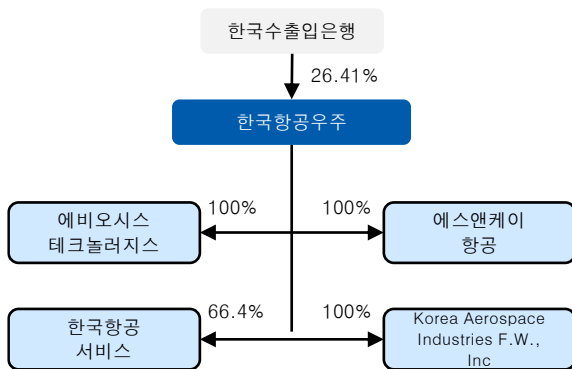 한국수출입은행
26.41%
한국항공우주
100%
100%
에비오시스
테크놀러지스
에스앤케이
항공
66.4%
100%
한국항공
서비스
Korea Aerospace
Industries F.W.,
Inc